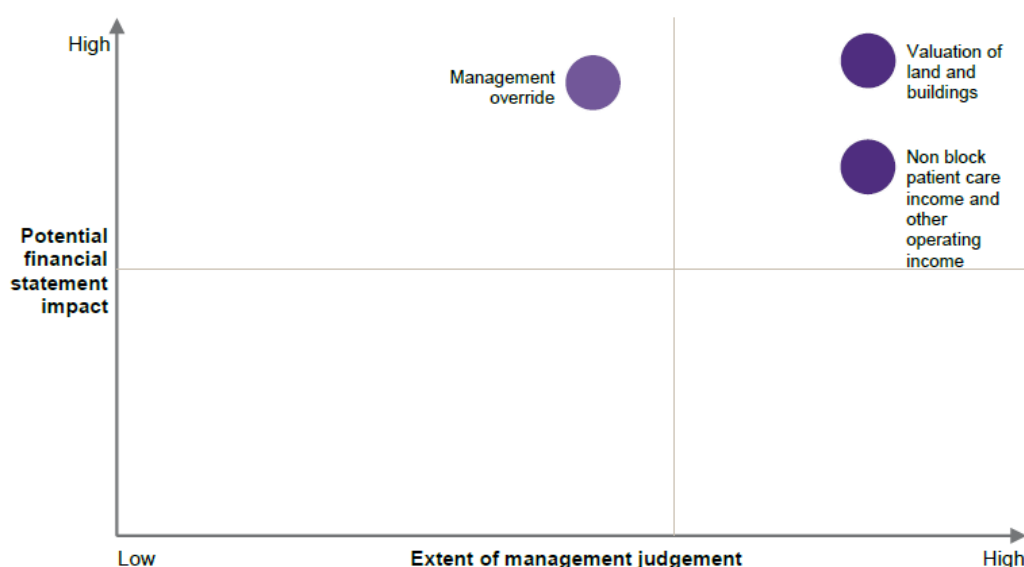 High
Management
override
Valuation of
land and
buildings
Non block
patient care
income and
other
operating
income
Potential
financial
statement
impact
Low
Extent of management judgement
High